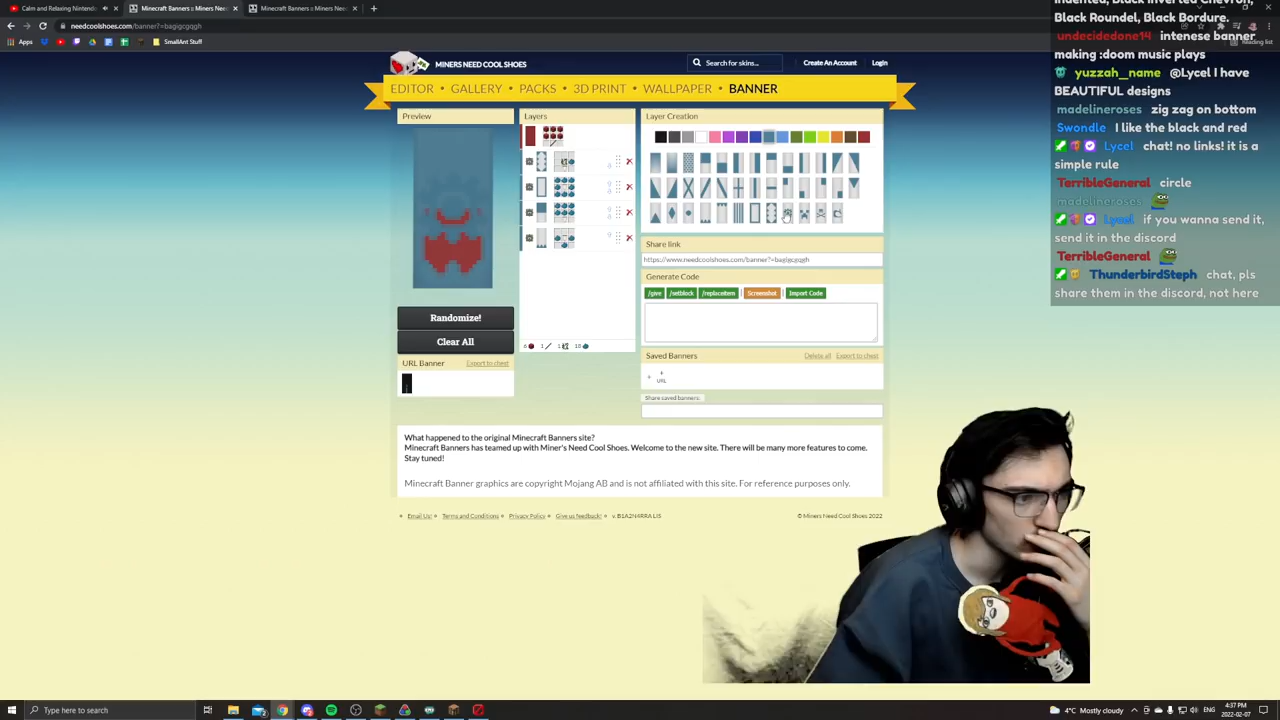 Calm and Relaxing Nintend
Minecraft Banners :: Miners Nee
Minecraft Banners :: Miners Need
needcoolshoes.com/banner?=bagigcgqgh
Apps
SmallAnt Stuff
Reading list
MINERS NEED COOL SHOES
Search for skins...
Create An Account
Login
EDITOR • GALLERY • PACKS • 3D PRINT • WALLPAPER • BANNER
Preview
Layers
Layer Creation
Randomize!
Clear All
URL Banner
Export to chest
Share link
https://www.needcoolshoes.com/banner?=bagigcgqgh
Generate Code
/give
/setblock
/replaceitem
Screenshot
Import Code
Saved Banners
Delete all
Export to chest
+
+
URL
Share saved banners:
What happened to the original Minecraft Banners site?
Minecraft Banners has teamed up with Miner's Need Cool Shoes. Welcome to the new site. There will be many more features to come.
Stay tuned!
Minecraft Banner graphics are copyright Mojang AB and is not affiliated with this site. For reference purposes only.
Email Us!
Terms and Conditions
Privacy Policy
Give us feedback!
© Miners Need Cool Shoes 2022
Indented, Black Inverted Chevron,
Black Roundel, Black Bordure.
undecidedone14 intenese banner
making :doom music plays
yuzzah_name @Lycel I have
BEAUTIFUL designs
madelineroses zig zag on bottom
Swondle I like the black and red
Lycel chat! no links! it is a
simple rule
TerribleGeneral circle
madelineroses
Lycel if you wanna send it,
send it in the discord
TerribleGeneral
ThunderbirdSteph chat, pls
share them in the discord, not here
Type here to search
4°C Mostly cloudy
ENG
4:37 PM
2022-02-07